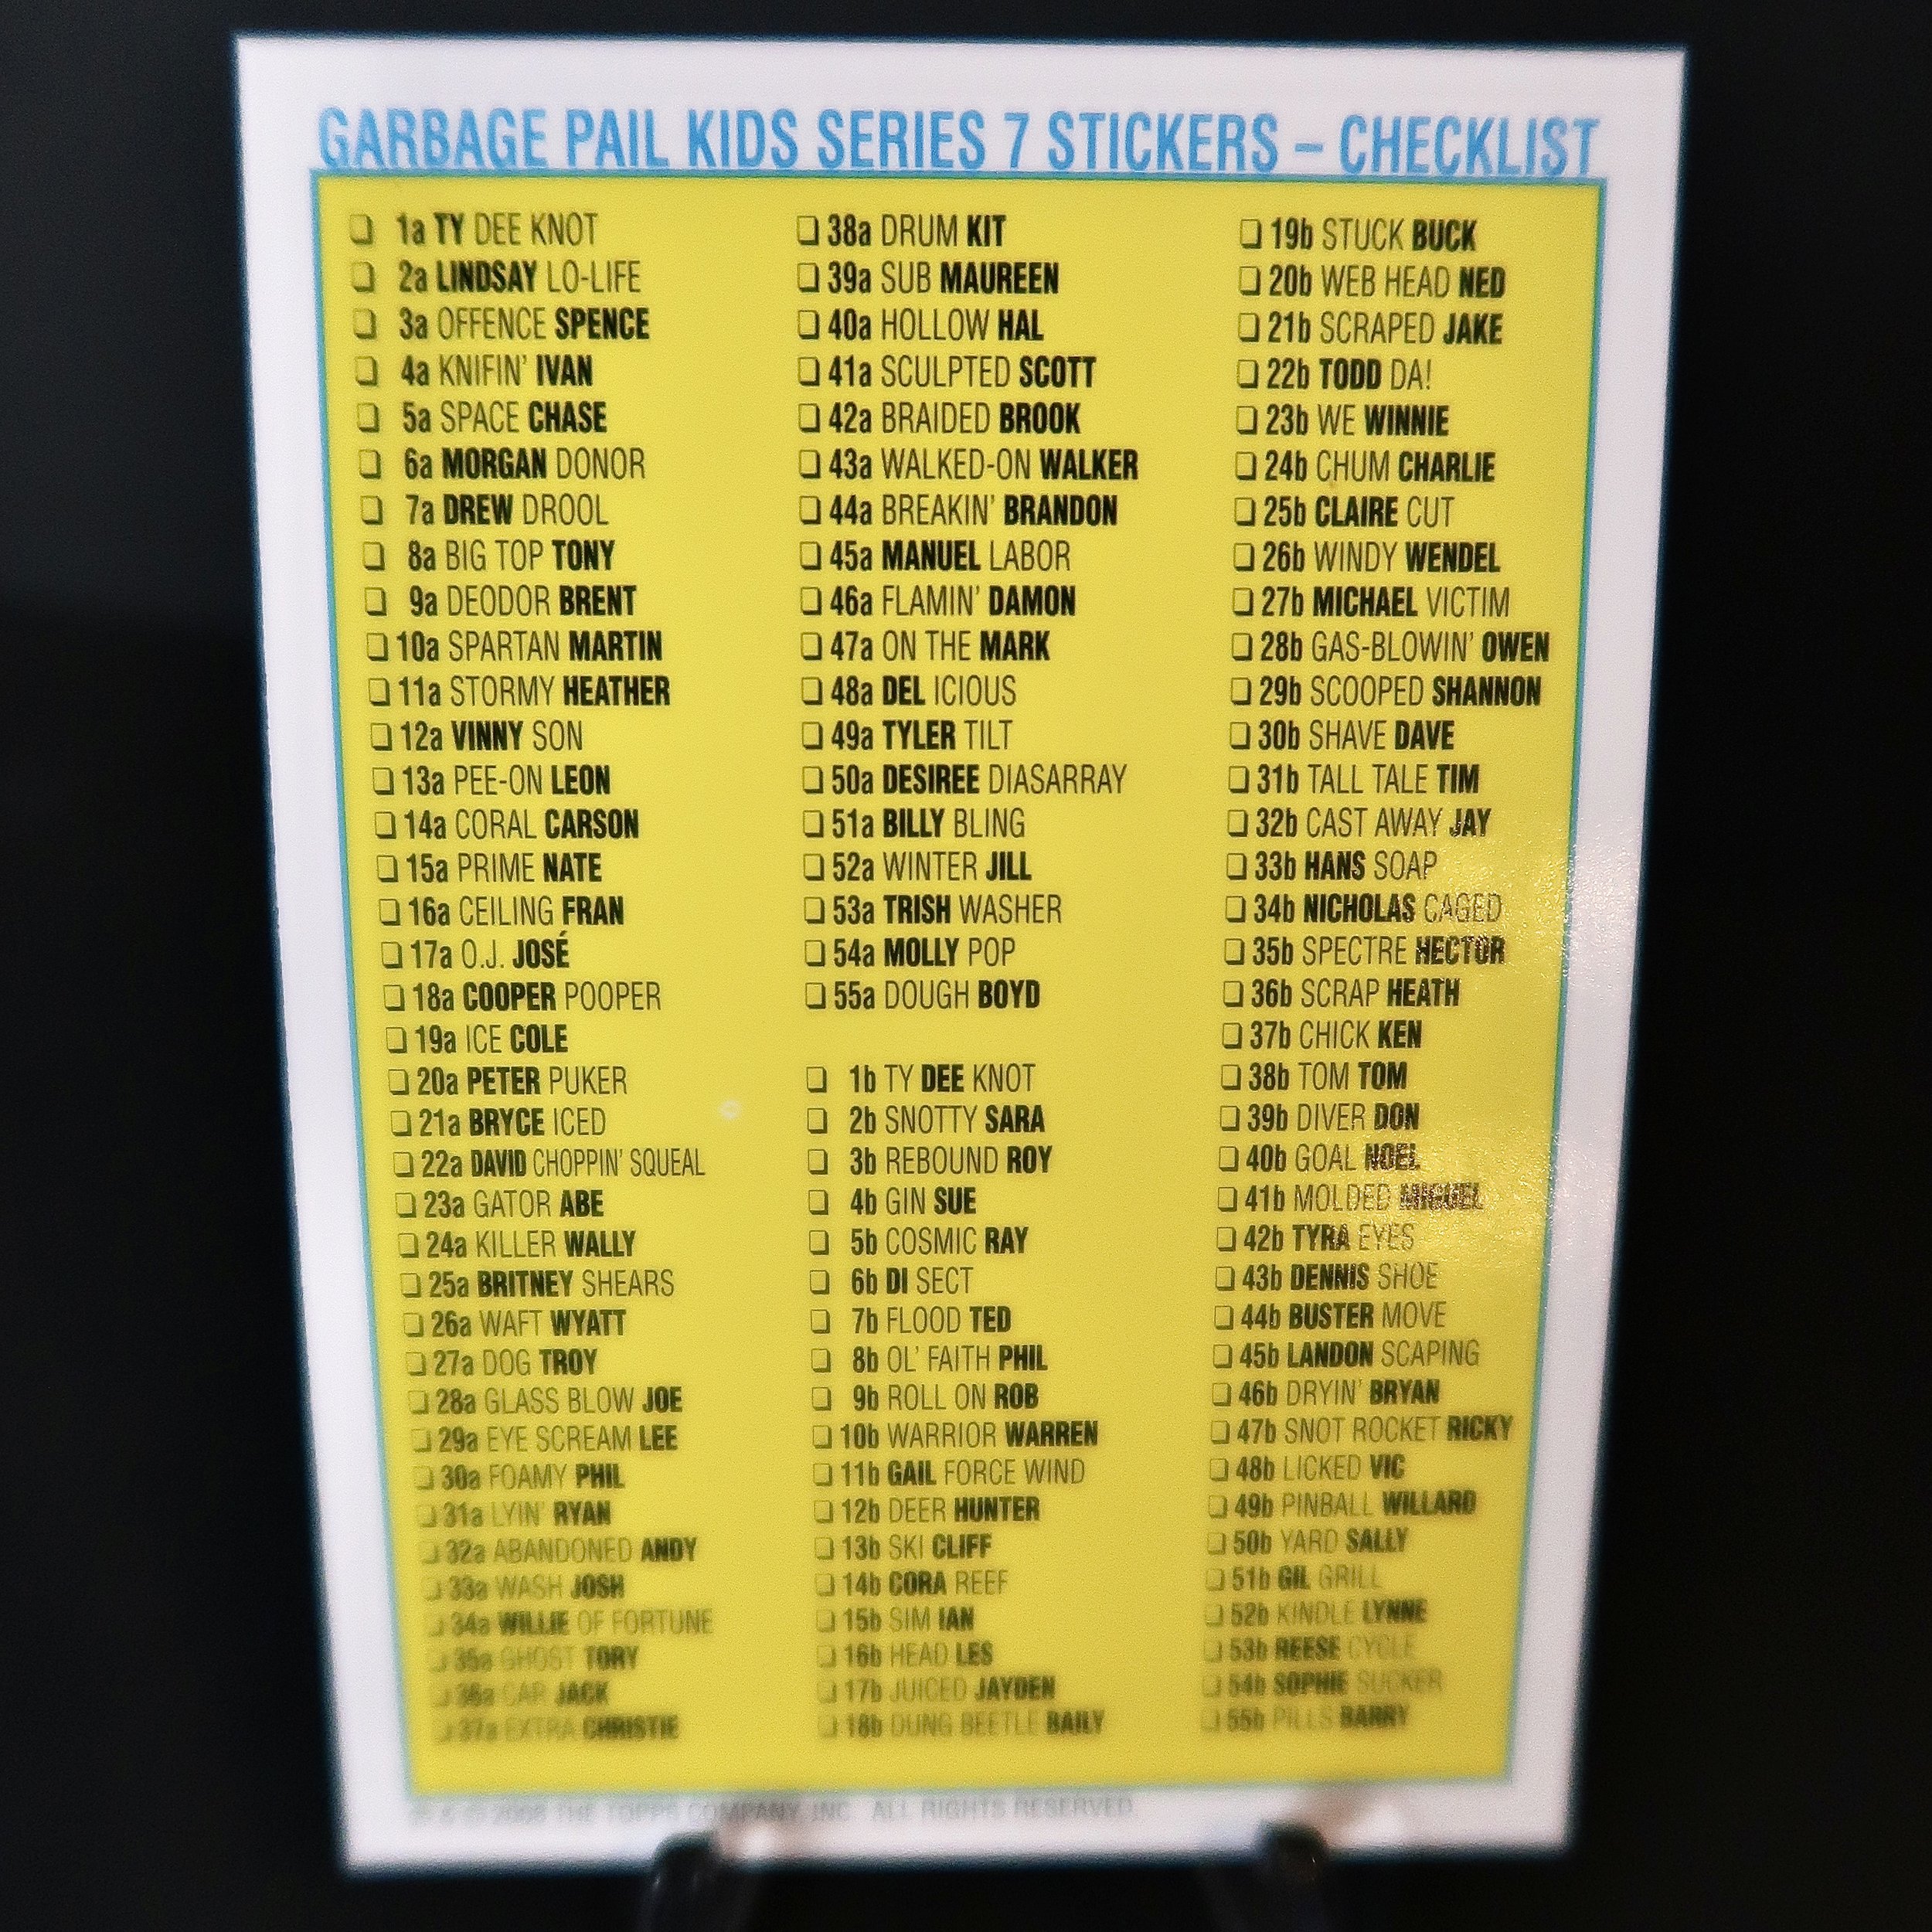 GARBAGE PAIL KIDS SERIES 7 STICKERS – CHECKLIST
1a TY DEE KNOT
2a LINDSAY LO-LIFE
3a OFFENCE SPENCE
4a KNIFIN' IVAN
5a SPACE CHASE
6a MORGAN DONOR
7a DREW DROOL
8a BIG TOP TONY
9a DEODOR BRENT
10a SPARTAN MARTIN
11a STORMY HEATHER
12a VINNY SON
13a PEE-ON LEON
14a CORAL CARSON
15a PRIME NATE
16a CEILING FRAN
17a O.J. JOSÉ
18a COOPER POOPER
19a ICE COLE
20a PETER PUKER
21a BRYCE ICED
22a DAVID CHOPPIN' SQUEAL
23a GATOR ABE
24a KILLER WALLY
25a BRITNEY SHEARS
26a WAFT WYATT
27a DOG TROY
28a GLASS BLOW JOE
29a EYE SCREAM LEE
30a FOAMY PHIL
31a LYIN' RYAN
32a ABANDONED ANDY
33a WASH JOSH
34a WILLIE OF FORTUNE
35a GHOST TORY
36a CAR JACK
37a EXTRA CHRISTIE
38a DRUM KIT
39a SUB MAUREEN
40a HOLLOW HAL
41a SCULPTED SCOTT
42a BRAIDED BROOK
43a WALKED-ON WALKER
44a BREAKIN' BRANDON
45a MANUEL LABOR
46a FLAMIN' DAMON
47a ON THE MARK
48a DEL ICIOUS
49a TYLER TILT
50a DESIREE DIASARRAY
51a BILLY BLING
52a WINTER JILL
53a TRISH WASHER
54a MOLLY POP
55a DOUGH BOYD
1b TY DEE KNOT
2b SNOTTY SARA
3b REBOUND ROY
4b GIN SUE
5b COSMIC RAY
6b DI SECT
7b FLOOD TED
8b OL' FAITH PHIL
9b ROLL ON ROB
10b WARRIOR WARREN
11b GAIL FORCE WIND
12b DEER HUNTER
13b SKI CLIFF
14b CORA REEF
15b SIM IAN
16b HEAD LES
17b JUICED JAYDEN
18b DUNG BEETLE BAILY
19b STUCK BUCK
20b WEB HEAD NED
21b SCRAPED JAKE
22b TODD DA!
23b WE WINNIE
24b CHUM CHARLIE
25b CLAIRE CUT
26b WINDY WENDEL
27b MICHAEL VICTIM
28b GAS-BLOWIN' OWEN
29b SCOOPED SHANNON
30b SHAVE DAVE
31b TALL TALE TIM
32b CAST AWAY JAY
33b HANS SOAP
34b NICHOLAS CAGED
35b SPECTRE HECTOR
36b SCRAP HEATH
37b CHICK KEN
38b TOM TOM
39b DIVER DON
40b GOAL NOEL
41b MOLDED MIGUEL
42b TYRA EYES
43b DENNIS SHOE
44b BUSTER MOVE
45b LANDON SCAPING
46b DRYIN' BRYAN
47b SNOT ROCKET RICKY
48b LICKED VIC
49b PINBALL WILLARD
50b YARD SALLY
51b GIL GRILL
52b KINDLE LYNNE
53b REESE CYCLE
54b SOPHIE SUCKER
55b PILLS BARRY
& © 2008 THE TOPPS COMPANY, INC. ALL RIGHTS RESERVED.